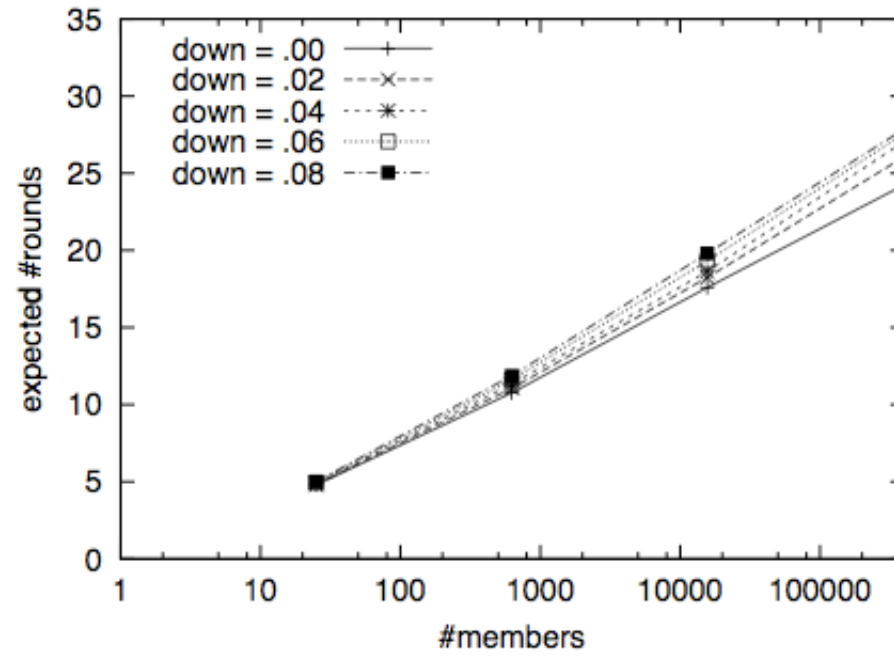 35
30
25
20
15
10
5
0
expected #rounds
down = .00
down = .02
down = .04
down = .06
down = .08
1 10 100 1000 10000 100000
#members